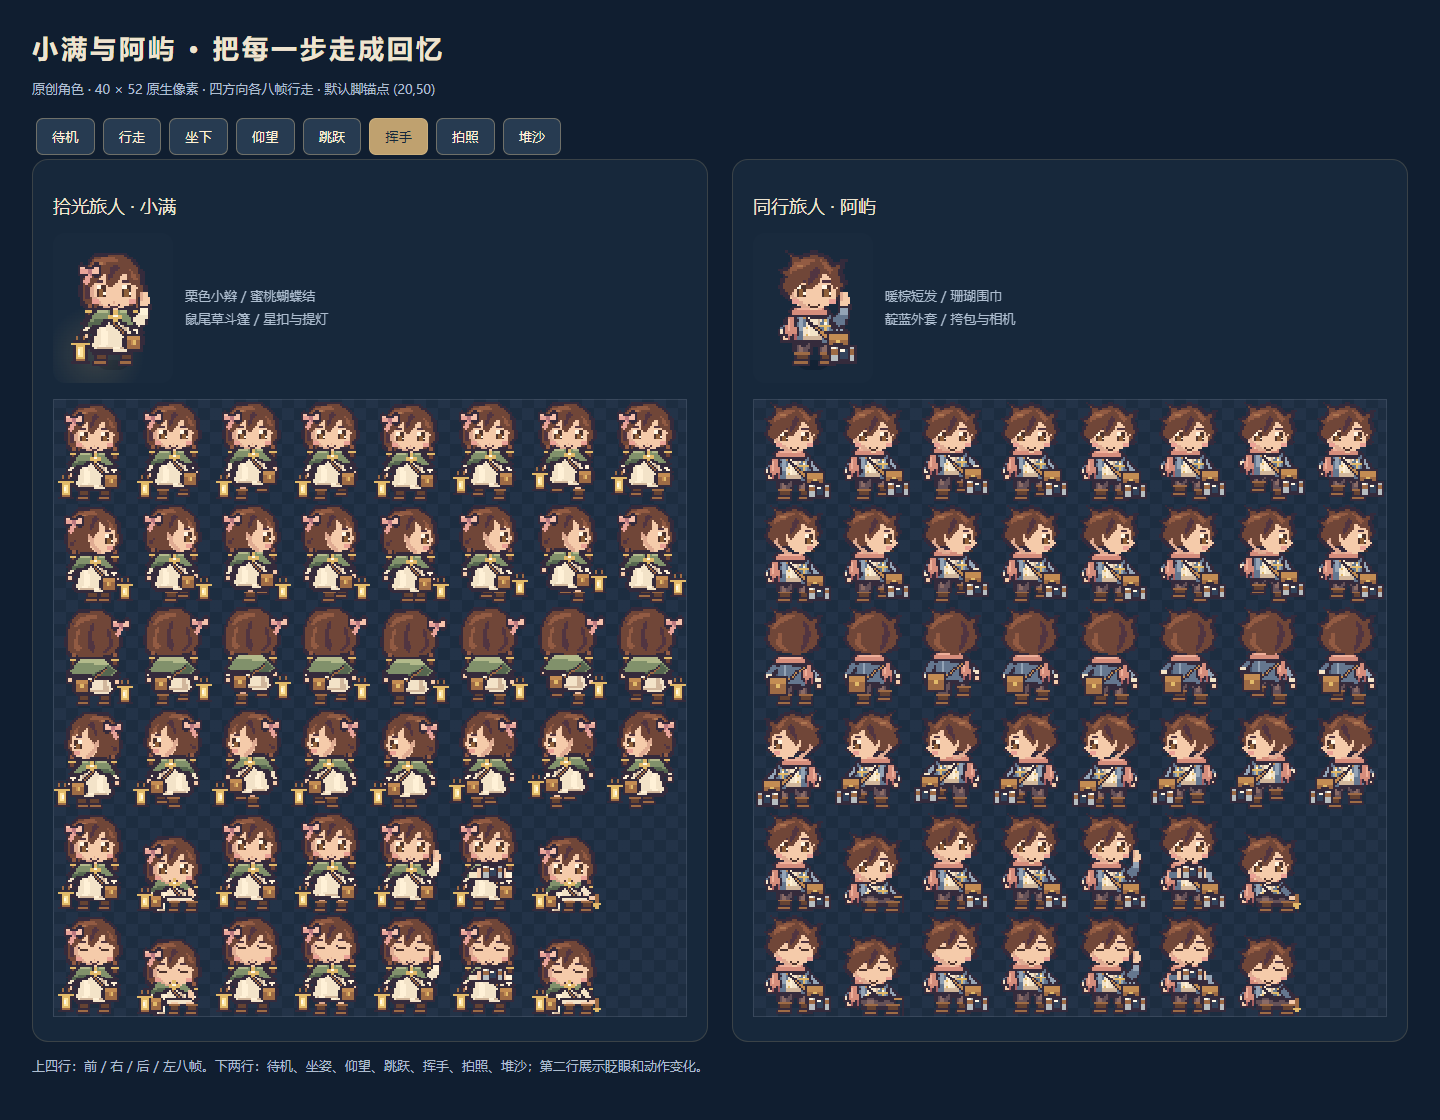 小满与阿屿 · 把每一步走成回忆
原创角色 · 40 × 52 原生像素 · 四方向各八帧行走 · 默认脚锚点 (20,50)
待机 行走 坐下 仰望 跳跃 挥手 拍照 堆沙
拾光旅人 · 小满
栗色小辫 / 蜜桃蝴蝶结
鼠尾草斗篷 / 星扣与提灯
同行旅人 · 阿屿
暖棕短发 / 珊瑚围巾
靛蓝外套 / 挎包与相机
上四行：前 / 右 / 后 / 左八帧。下两行：待机、坐姿、仰望、跳跃、挥手、拍照、堆沙；第二行展示眨眼和动作变化。